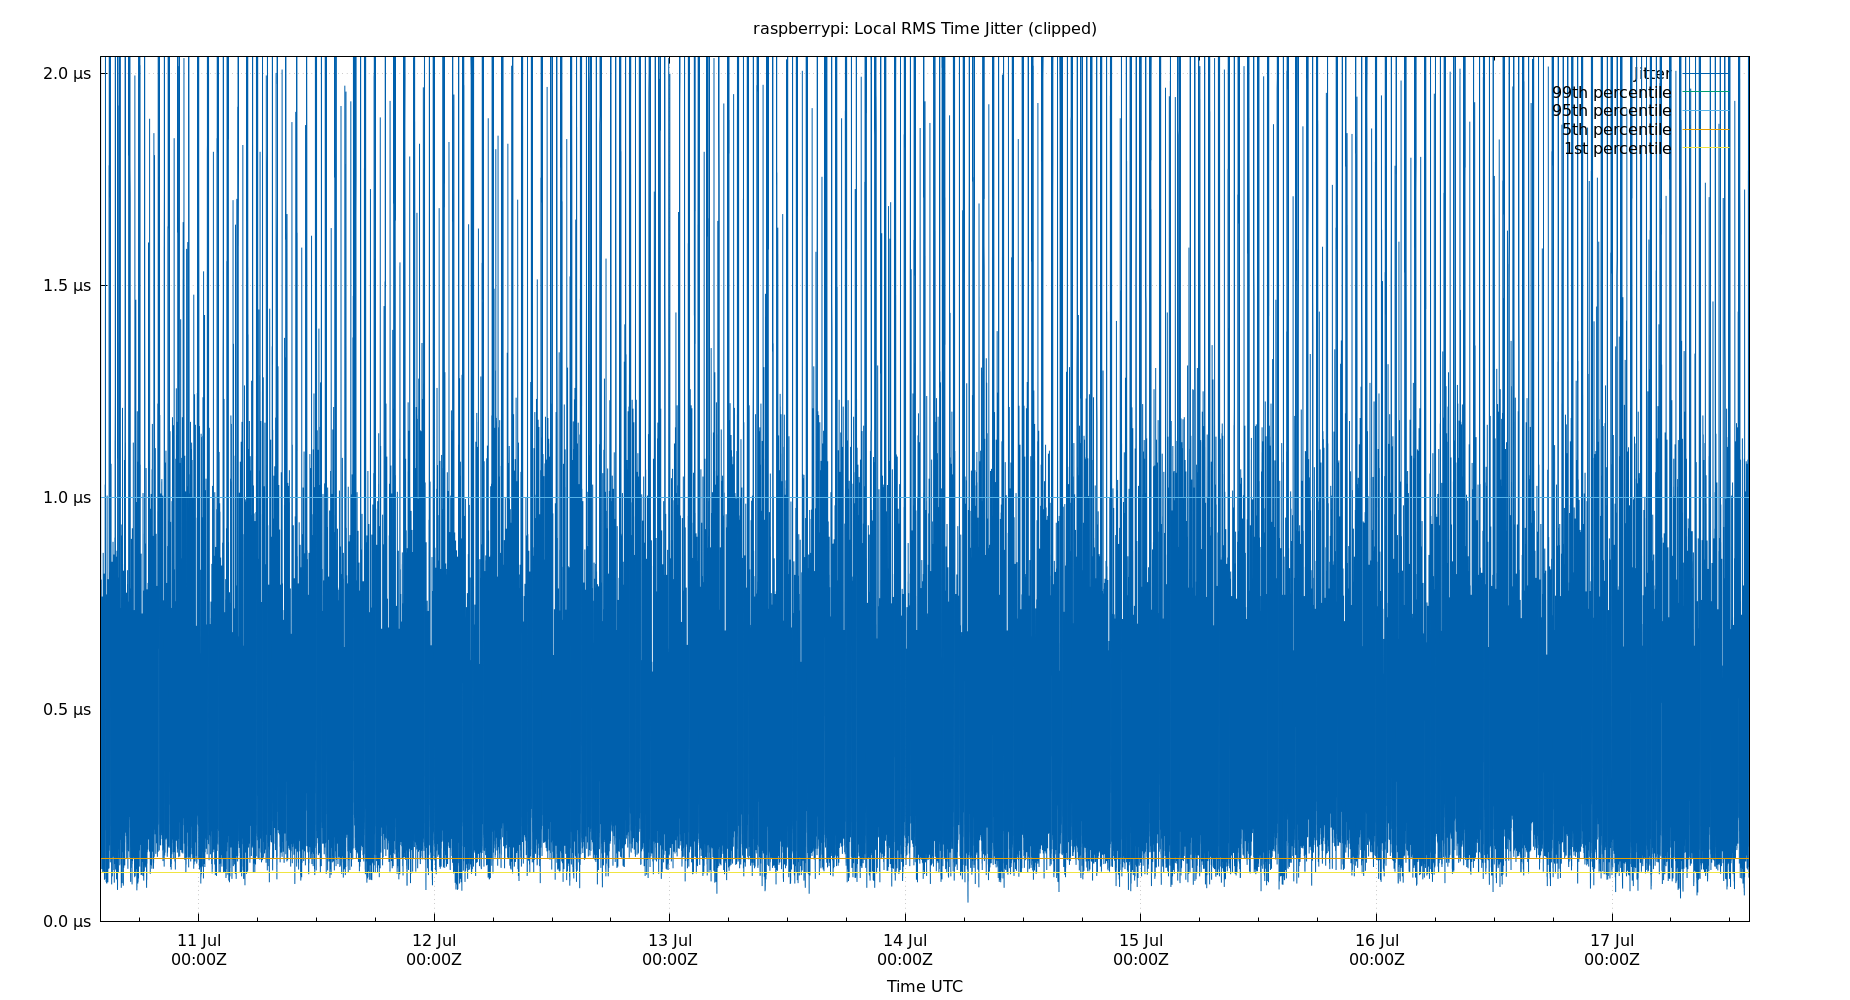 raspberrypi: Local RMS Time Jitter (clipped)
2.0 μs
1.5 μs
1.0 μs
0.5 μs
0.0 μs
Jitter
99th percentile
95th percentile
5th percentile
1st percentile
11 Jul 12 Jul 13 Jul 14 Jul 15 Jul 16 Jul 17 Jul
00:00Z 00:00Z 00:00Z 00:00Z 00:00Z 00:00Z 00:00Z
Time UTC